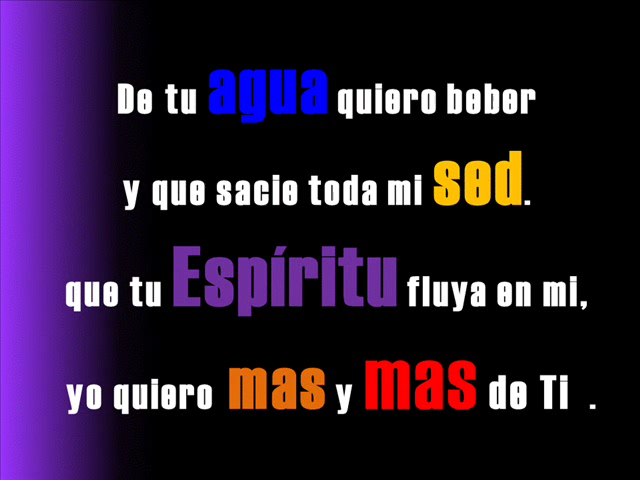 De tu agua quiero beber
y que sacie toda mi sed.
que tu Espíritu fluya en mi,
yo quiero mas y mas de Ti .